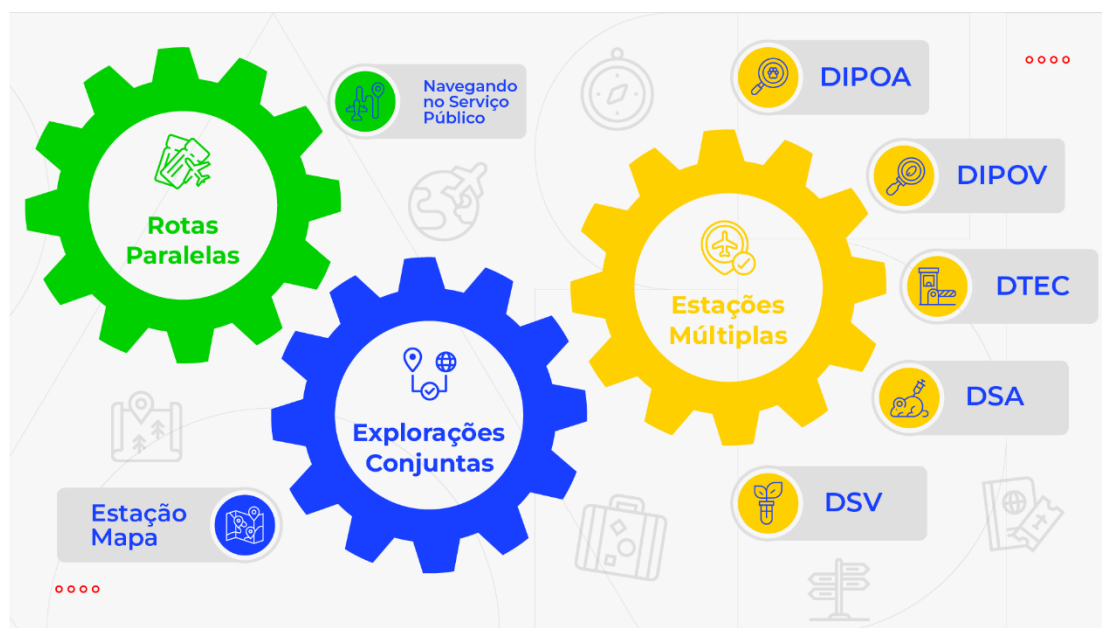 Rotas
Paralelas
Navegando
no Serviço
Público
Explorações
Conjuntas
Estação
Mapa
Estações
Múltiplas
DIPOA
DIPOV
DTEC
DSA
DSV